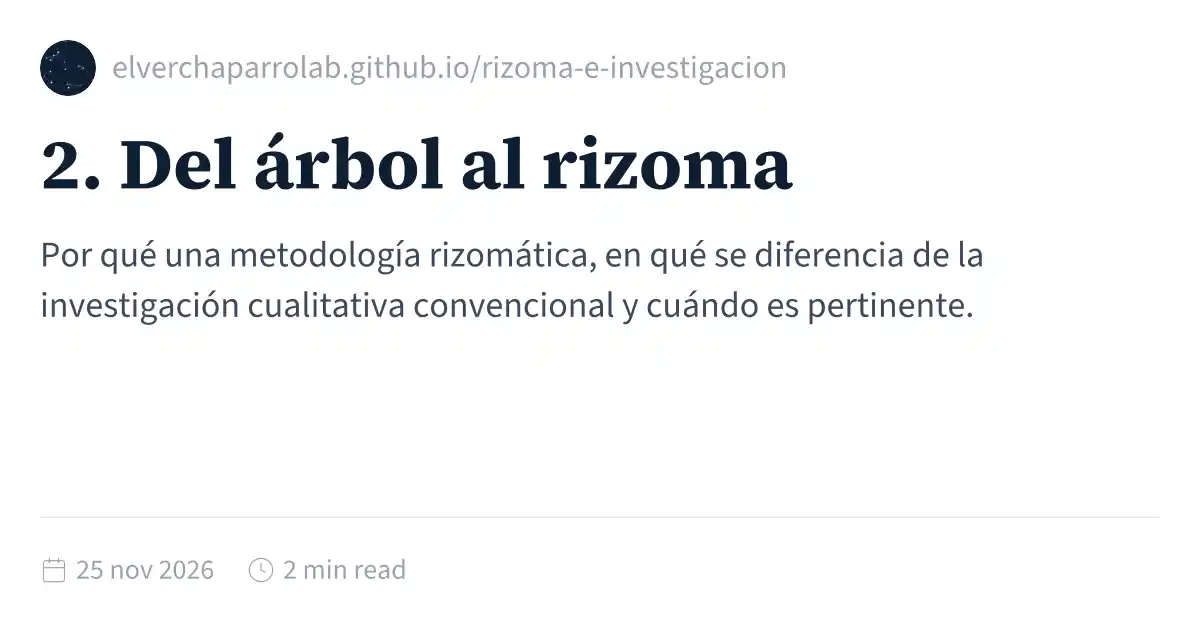 elverchaparrolab.github.io/rizoma-e-investigacion
2. Del árbol al rizoma
Por qué una metodología rizomática, en qué se diferencia de la
investigación cualitativa convencional y cuándo es pertinente.
25 nov 2026 2 min read